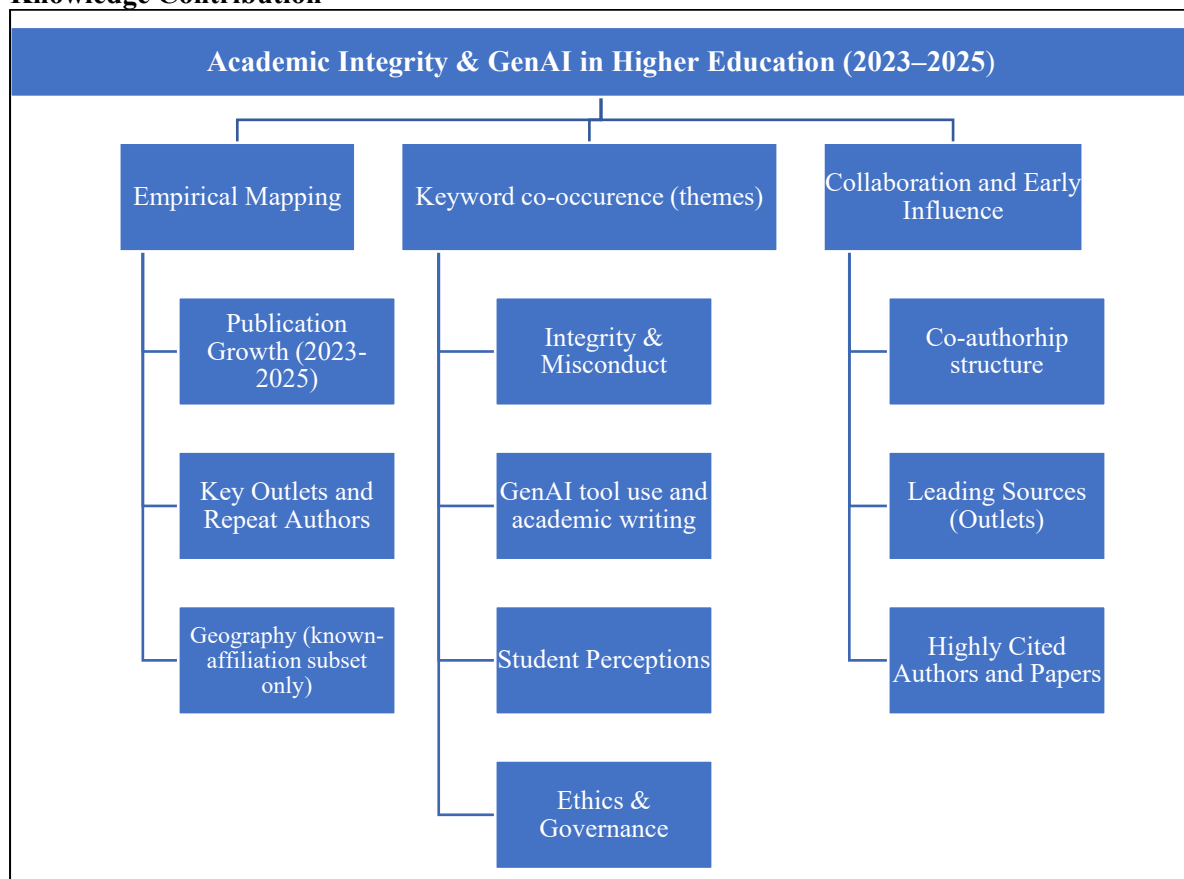 Knowledge Contribution
Academic Integrity & GenAI in Higher Education (2023–2025)
Empirical Mapping
Publication
Growth (2023-
2025)
Key Outlets and
Repeat Authors
Geography (known-
affiliation subset
only)
Keyword co-occurence (themes)
Integrity &
Misconduct
GenAI tool use and
academic writing
Student Perceptions
Ethics &
Governance
Collaboration and Early
Influence
Co-authorhip
structure
Leading Sources
(Outlets)
Highly Cited
Authors and Papers